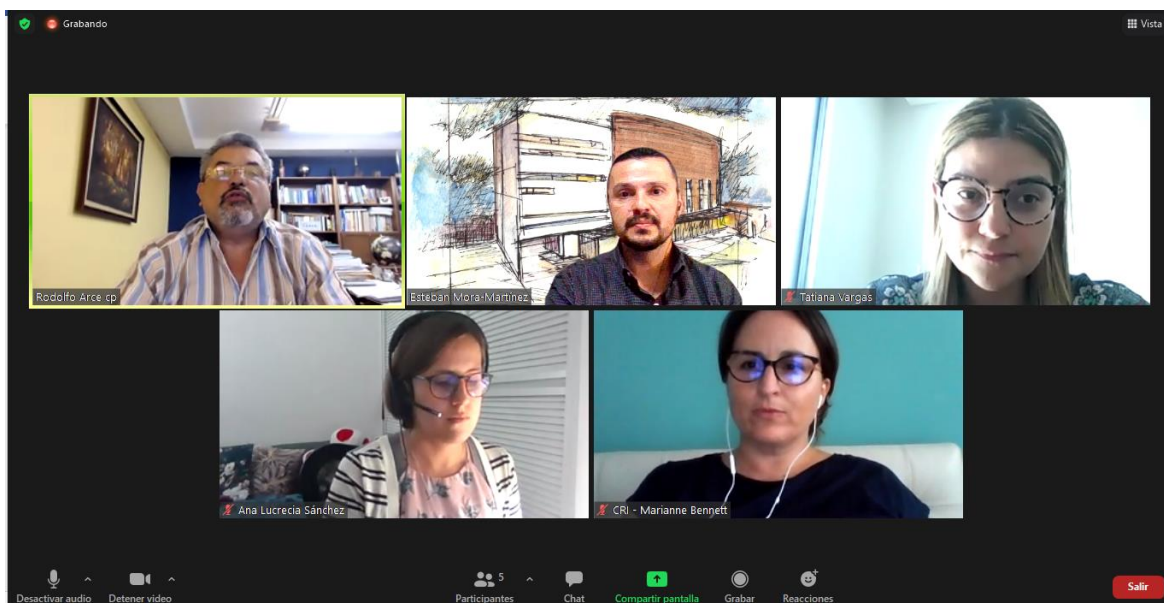 Grabando
Vista
Rodolfo Arce cp
Esteban Mora-Martínez
Tatiana Vargas
Ana Lucrecia Sánchez
CRI - Marianne Bennett
Desactivar audio
Detener video
5
Participantes
Chat
Compartir pantalla
Grabar
Reacciones
Salir